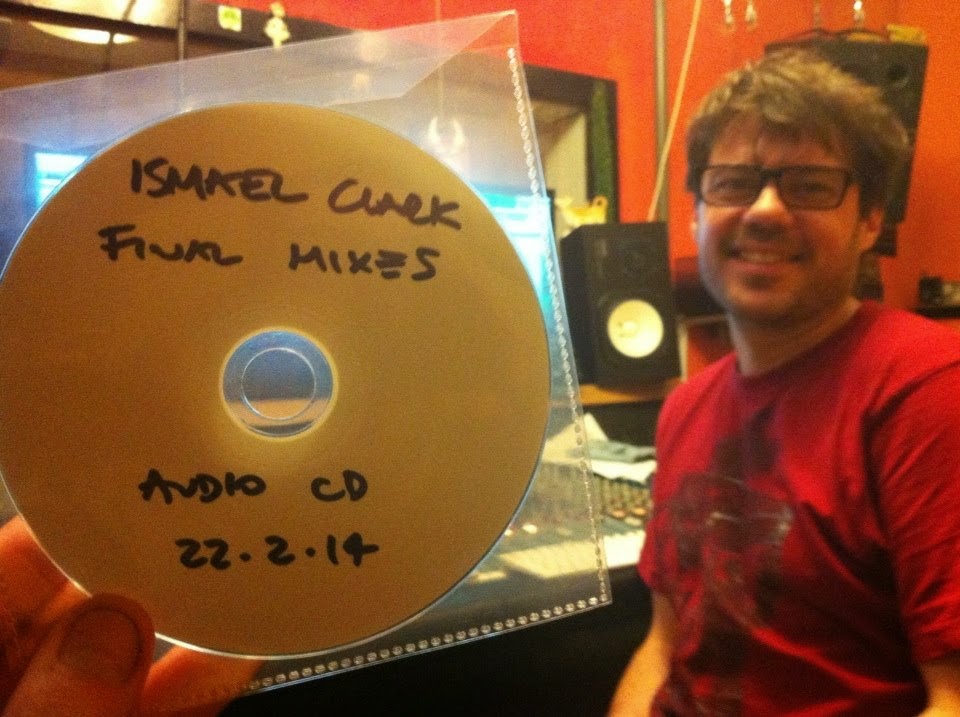 ISMAEL CLARK
FINAL MIXES
AUDIO CD
22.2.14